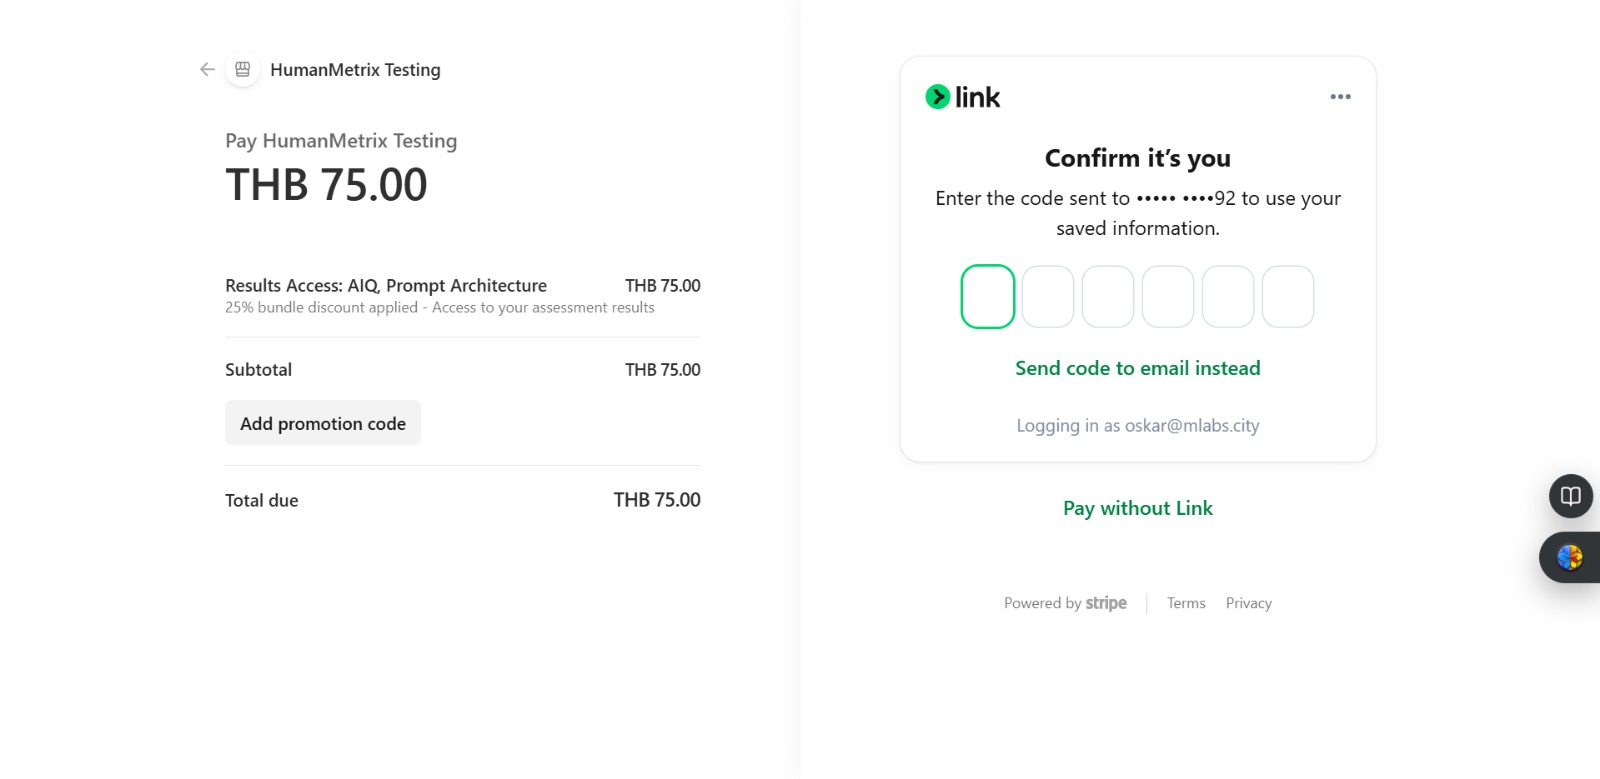 HumanMetrix Testing
Pay HumanMetrix Testing
THB 75.00
Results Access: AIQ, Prompt Architecture THB 75.00
25% bundle discount applied - Access to your assessment results
Subtotal THB 75.00
Add promotion code
Total due THB 75.00
link
Confirm it’s you
Enter the code sent to ••••• ••••92 to use your
saved information.
Send code to email instead
Logging in as oskar@mlabs.city
Pay without Link
Powered by stripe Terms Privacy